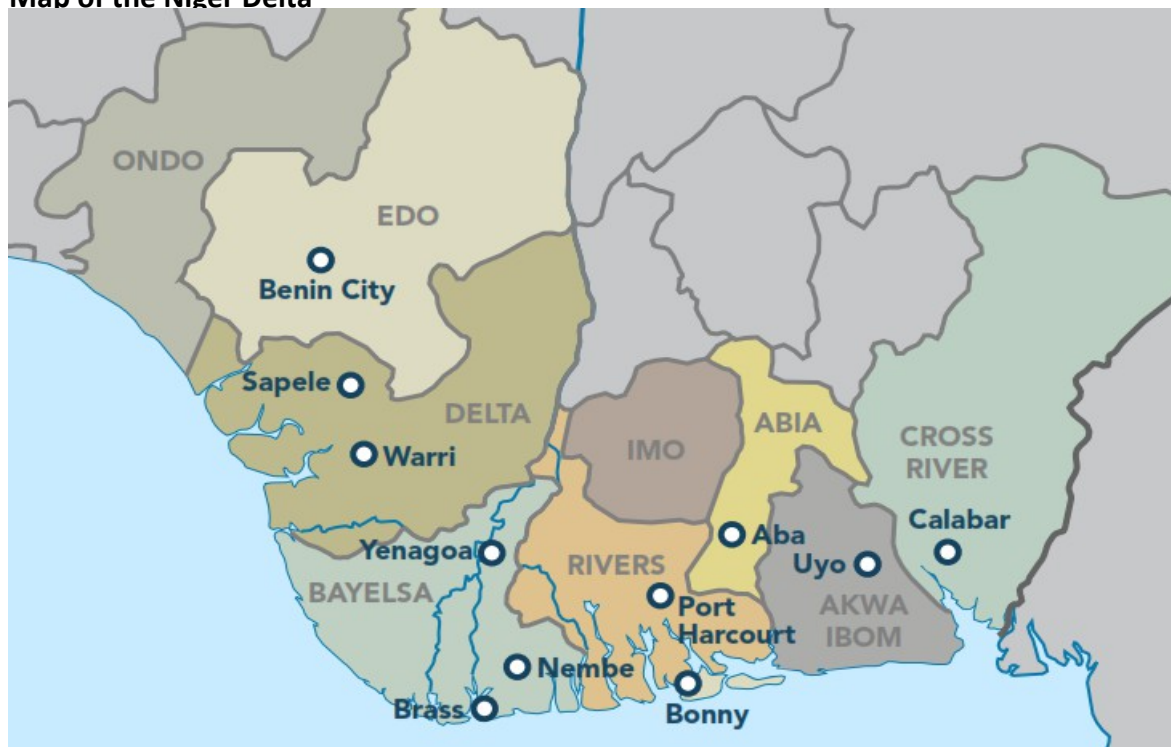 Map of the Niger Delta
ONDO
EDO
Benin City
Sapele
DELTA
Warri
IMO
ABIA
CROSS
RIVER
Calabar
Aba
Uyo
Yenagoa
BAYELSA
RIVERS
Port
Harcourt
AKWA
IBOM
Nembe
Brass
Bonny